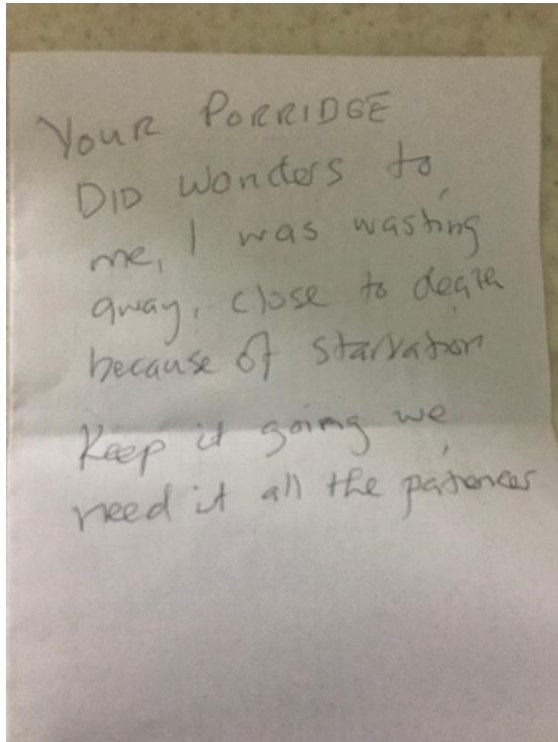 Your PORRIDGE
DID wonders to
me, I was wasting
away, close to death
because of starvation
Keep it going we
need it all the patiences